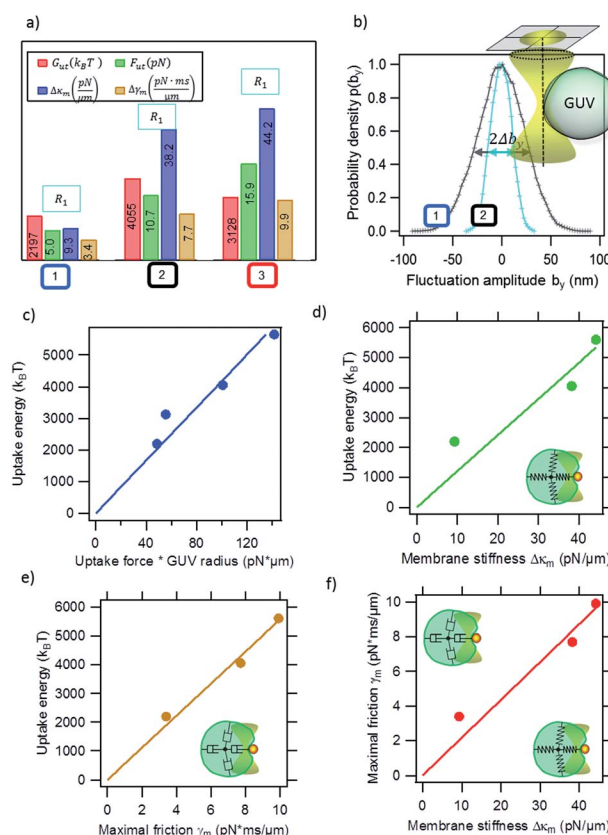 a)
G_ut(k_BT) F_ut(pN)
Δκ_m(pN/μm) Δγ_m(pN·ms/μm)
R_1
R_1
R_1
2197 5.0 9.3 3.4
4055 10.7 38.2 7.7
3128 15.9 44.2 9.9
1 2 3
b)
GUV
2Δb_y
1 2
1.0
0.8
0.6
0.4
0.2
0.0
Probability density p(b_y)
-100 -50 0 50 100
Fluctuation amplitude b_y (nm)
c)
6000
5000
4000
3000
2000
1000
0
Uptake energy (k_BT)
0 40 80 120
Uptake force * GUV radius (pN*μm)
d)
6000
5000
4000
3000
2000
1000
0
Uptake energy (k_BT)
0 10 20 30 40
Membrane stiffness Δκ_m (pN/μm)
e)
6000
5000
4000
3000
2000
1000
0
Uptake energy (k_BT)
0 2 4 6 8 10
Maximal friction γ_m (pN*ms/μm)
f)
10
8
6
4
2
0
Maximal friction γ_m (pN*ms/μm)
0 10 20 30 40
Membrane stiffness Δκ_m (pN/μm)